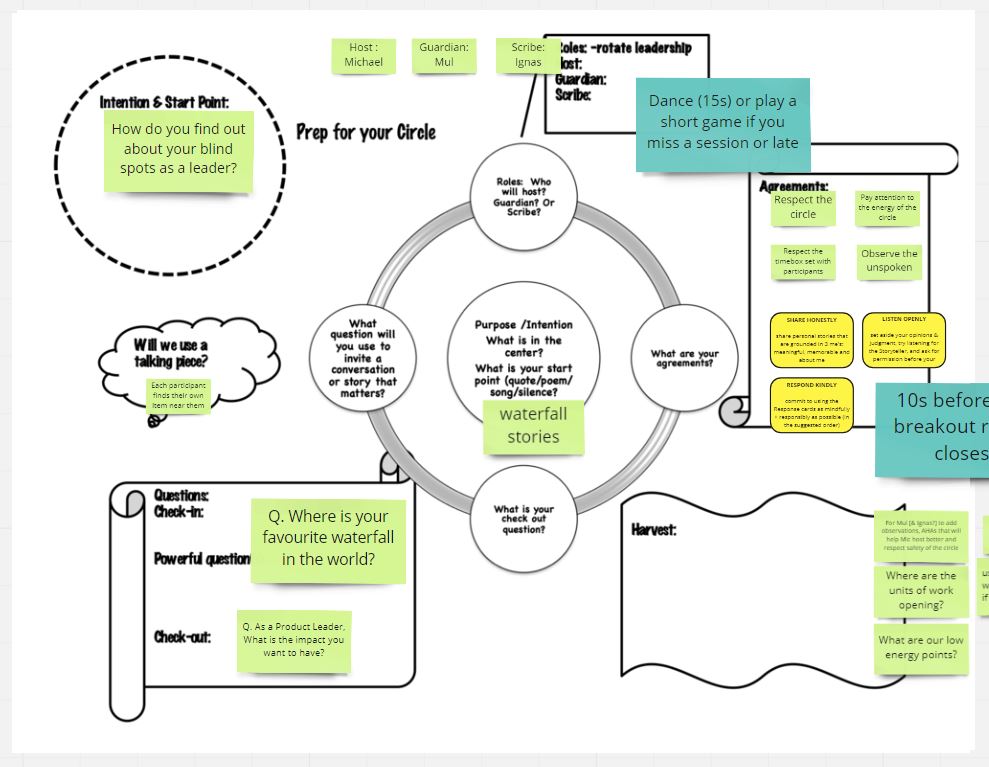 Host :
Michael
Guardian:
Mul
Scribe:
Ignas
Roles: -rotate leadership
Host:
Guardian:
Scribe:
Dance (15s) or play a
short game if you
miss a session or late
Intention & Start Point:
How do you find out
about your blind
spots as a leader?
Prep for your Circle
Roles: Who
will host?
Guardian? Or
Scribe?
Agreements:
Respect the
circle
Pay attention to
the energy of the
circle
Respect the
timebox set with
participants
Observe the
unspoken
SHARE HONESTLY
share personal stories that
are grounded in 3 me's:
meaningful, memorable and
about me
LISTEN OPENLY
set aside your opinions &
judgment, try listening for
the Storyteller, and ask for
permission before your
RESPOND KINDLY
commit to using the
Response cards as mindfully
+ responsibly as possible (in
the suggested order)
10s before
breakout r
closes
Will we use a
talking piece?
Each participant
finds their own
item near them
What
question will
you use to
invite a
conversation
or story that
matters?
Purpose /Intention
What is in the
center?
What is your start
point (quote/poem/
song/silence?
waterfall
stories
What are your
agreements?
What is your
check out
question?
Questions:
Check-in:
Q. Where is your
favourite waterfall
in the world?
Powerful question
Check-out:
Q. As a Product Leader,
What is the impact you
want to have?
Harvest:
For Mul [& Ignas?] to add
observations, AHAs that will
help Mic host better and
respect safety of the circle
Where are the
units of work
opening?
What are our low
energy points?